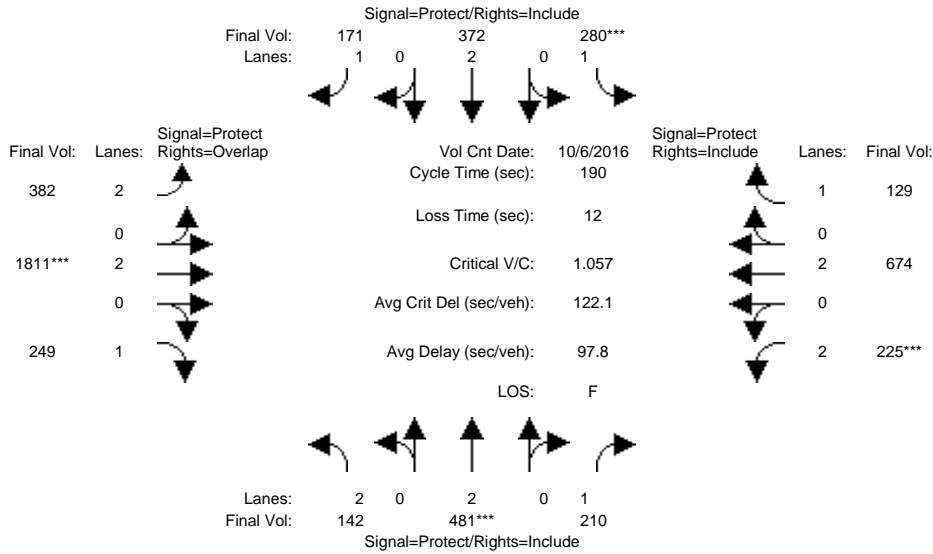 Signal=Protect/Rights=Include
Final Vol: 171 372 280***
Lanes: 1 0 2 0 1
Signal=Protect Signal=Protect
Final Vol: Lanes: Rights=Overlap Vol Cnt Date: 10/6/2016 Rights=Include Lanes: Final Vol:
Cycle Time (sec): 190
382 2 1 129
Loss Time (sec): 12
0 0
1811*** 2 Critical V/C: 1.057 2 674
0 Avg Crit Del (sec/veh): 122.1 0
249 1 Avg Delay (sec/veh): 97.8 2 225***
LOS: F
Lanes: 2 0 2 0 1
Final Vol: 142 481*** 210
Signal=Protect/Rights=Include